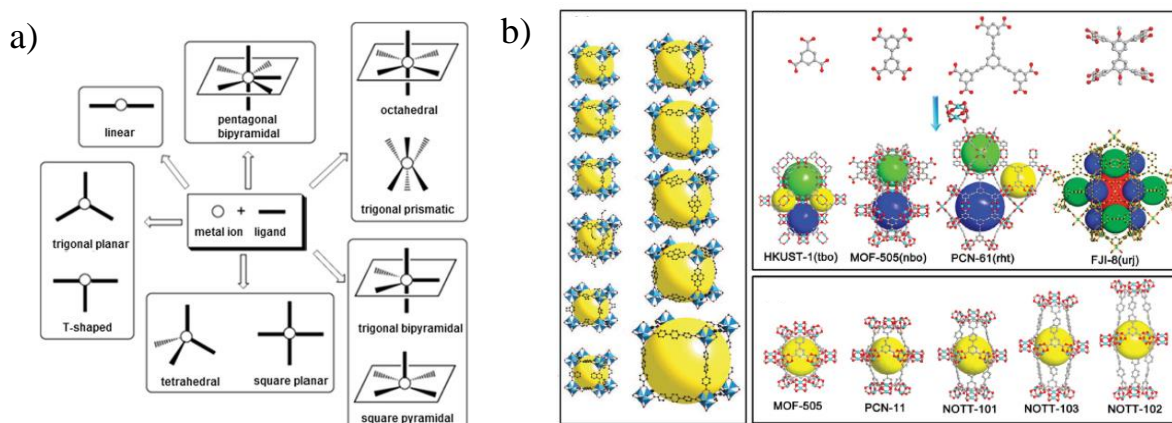 a)
linear
pentagonal
bipyramidal
octahedral
trigonal prismatic
metal ion
+
ligand
trigonal planar
T-shaped
tetrahedral
square planar
trigonal bipyramidal
square pyramidal
b)
HKUST-1(tbo)
MOF-505(nbo)
PCN-61(rht)
FJI-8(urj)
MOF-505
PCN-11
NOTT-101
NOTT-103
NOTT-102